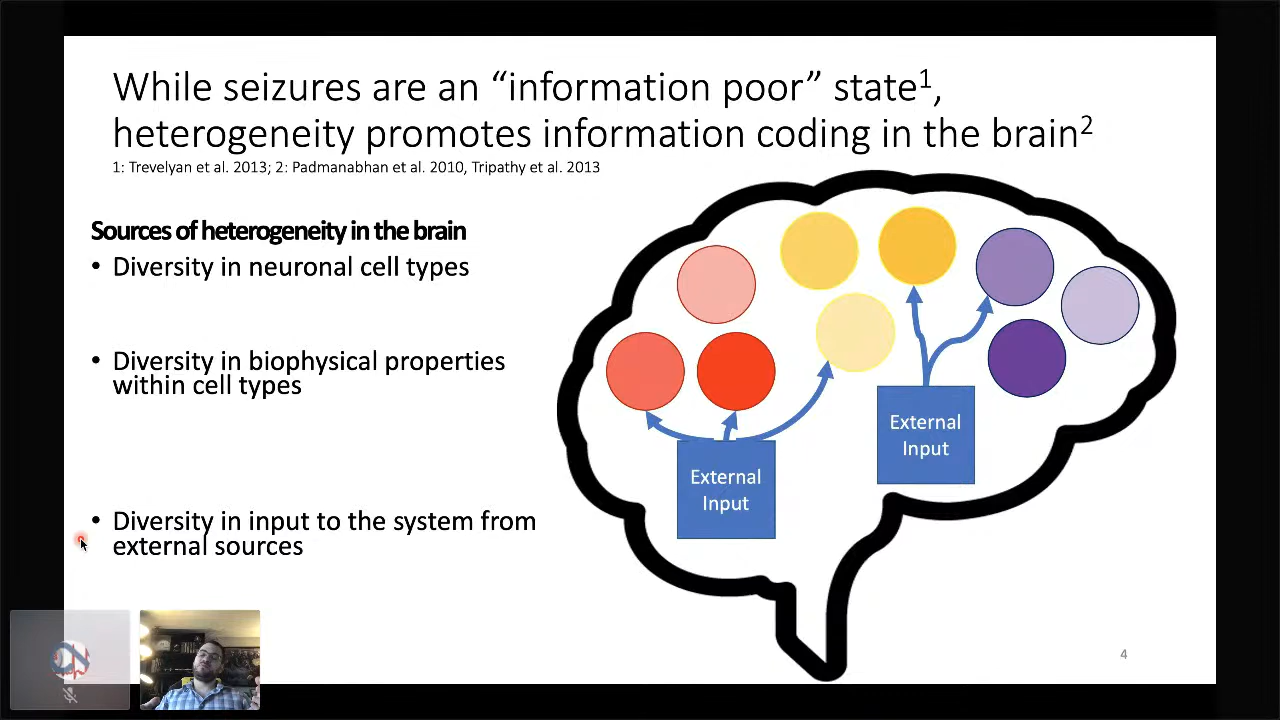 While seizures are an “information poor” state1,
heterogeneity promotes information coding in the brain2
1: Trevelyan et al. 2013; 2: Padmanabhan et al. 2010, Tripathy et al. 2013
Sources of heterogeneity in the brain
• Diversity in neuronal cell types
• Diversity in biophysical properties
within cell types
• Diversity in input to the system from
external sources
External
Input
External
Input
4